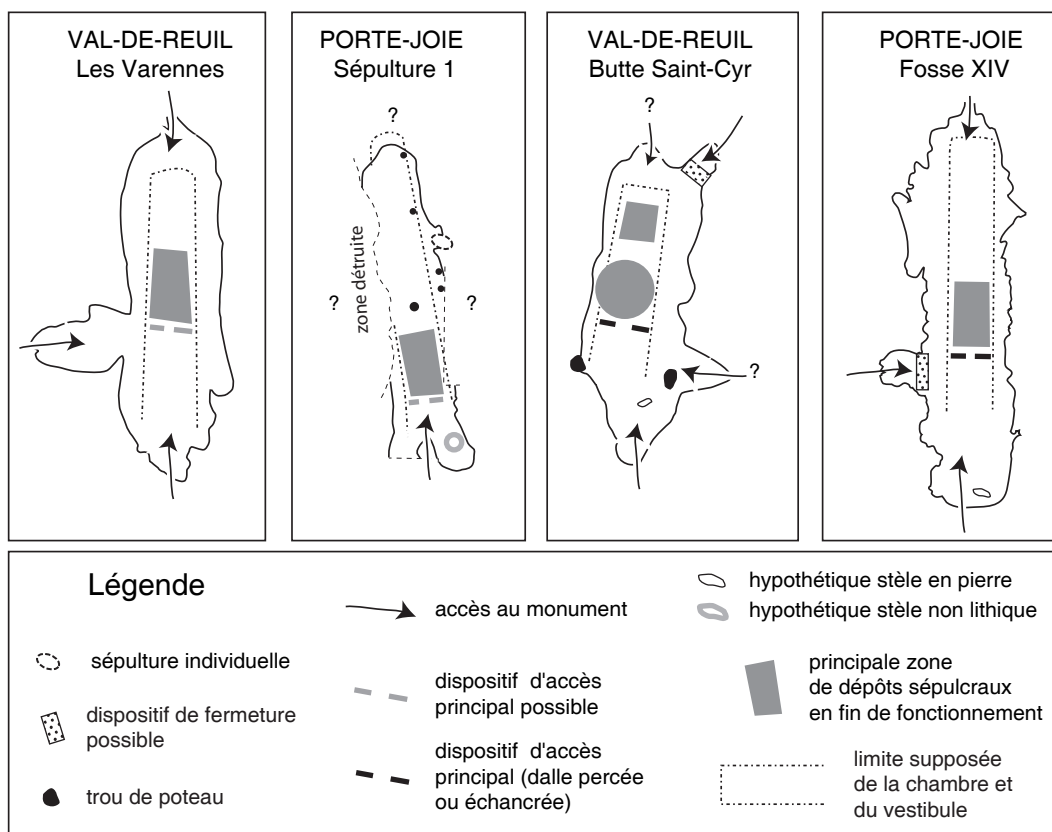 VAL-DE-REUIL
Les Varennes
PORTE-JOIE
Sépulture 1
?
zone détruite
?
?
VAL-DE-REUIL
Butte Saint-Cyr
?
?
PORTE-JOIE
Fosse XIV
Légende
sépulture individuelle
dispositif de fermeture
possible
trou de poteau
accès au monument
dispositif d'accès
principal possible
dispositif d'accès
principal (dalle percée
ou échancrée)
hypothétique stèle en pierre
hypothétique stèle non lithique
principale zone
de dépôts sépulcraux
en fin de fonctionnement
limite supposée
de la chambre et
du vestibule